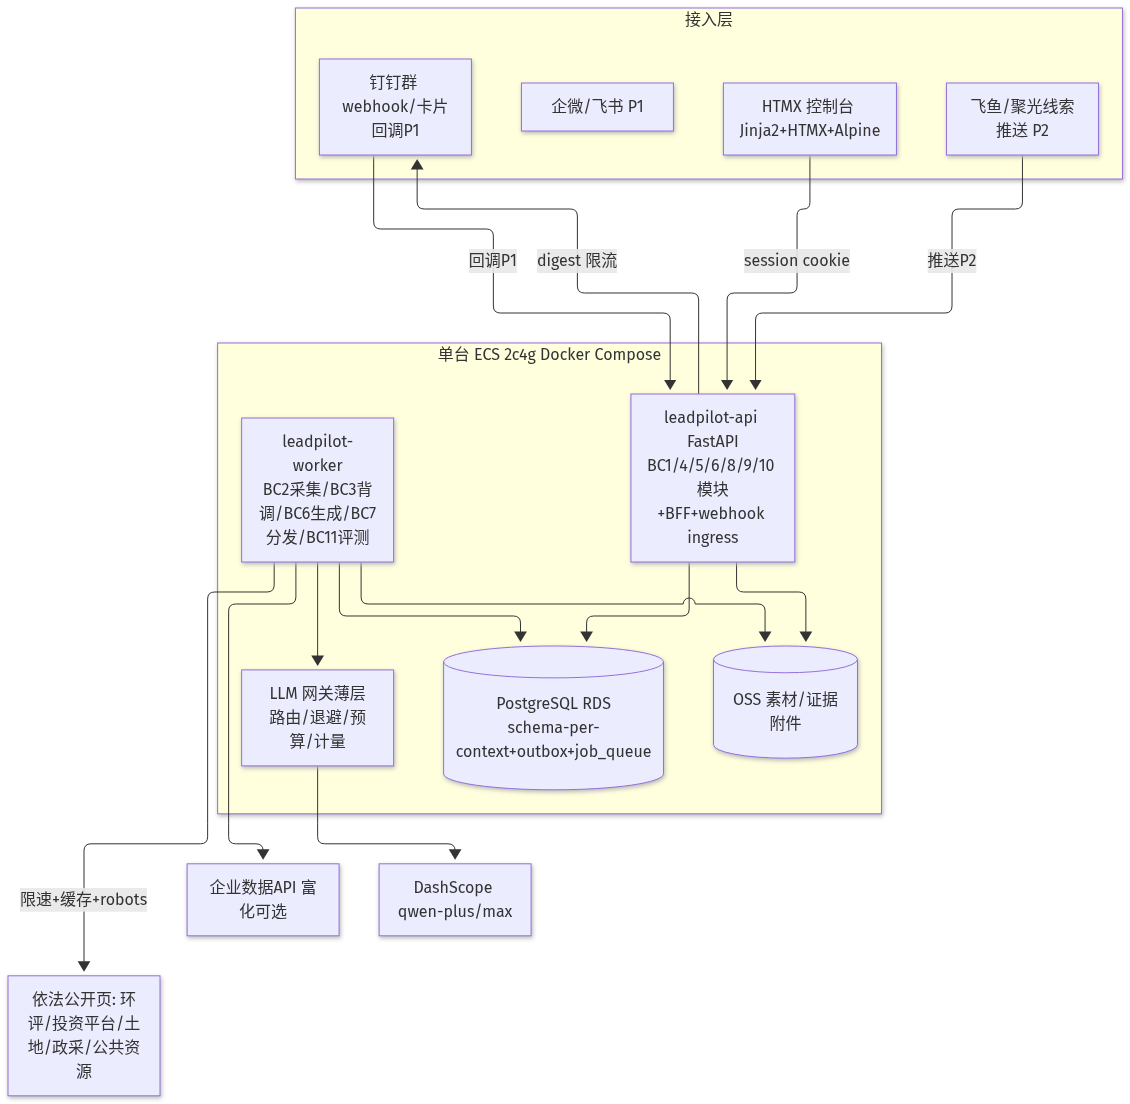 接入层
钉钉群
webhook/卡片
回调P1
企微/飞书 P1
HTMX 控制台
Jinja2+HTMX+Alpine
飞鱼/聚光线索
推送 P2
回调P1
digest 限流
session cookie
推送P2
单台 ECS 2c4g Docker Compose
leadpilot-
worker
BC2采集/BC3背
调/BC6生成/BC7
分发/BC11评测
leadpilot-api
FastAPI
BC1/4/5/6/8/9/10
模块
+BFF+webhook
ingress
LLM 网关薄层
路由/退避/预
算/计量
PostgreSQL RDS
schema-per-
context+outbox+job_queue
OSS 素材/证据
附件
限速+缓存+robots
企业数据API 富
化可选
DashScope
qwen-plus/max
依法公开页: 环
评/投资平台/土
地/政采/公共资
源